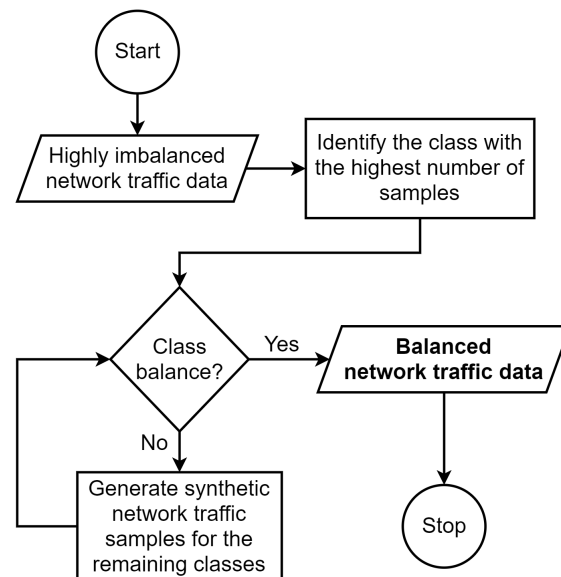 Start
Highly imbalanced
network traffic data
Identify the class with
the highest number of
samples
Class
balance?
Yes
Balanced
network traffic data
No
Generate synthetic
network traffic
samples for the
remaining classes
Stop